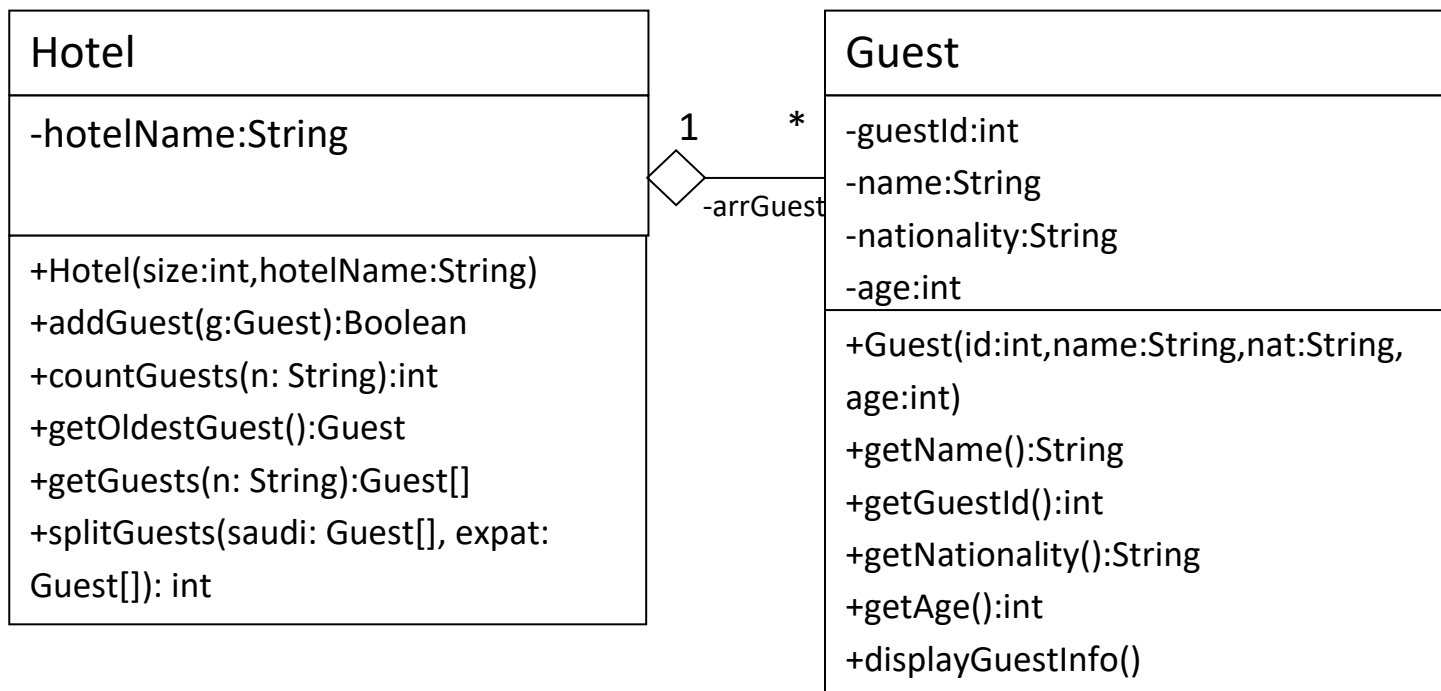 Hotel
-hotelName:String
+Hotel(size:int,hotelName:String)
+addGuest(g:Guest):Boolean
+countGuests(n: String):int
+getOldestGuest():Guest
+getGuests(n: String):Guest[]
+splitGuests(saudi: Guest[], expat:
Guest[]): int
1
*
-arrGuest
Guest
-guestId:int
-name:String
-nationality:String
-age:int
+Guest(id:int,name:String,nat:String,
age:int)
+getName():String
+getGuestId():int
+getNationality():String
+getAge():int
+displayGuestInfo()